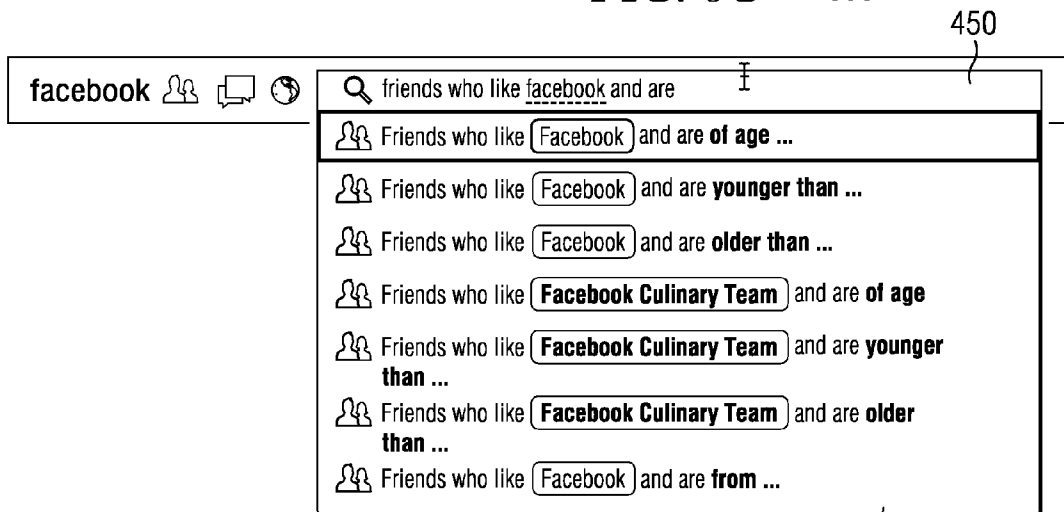 450
facebook
friends who like facebook and are
Friends who like Facebook and are of age ...
Friends who like Facebook and are younger than ...
Friends who like Facebook and are older than ...
Friends who like Facebook Culinary Team and are of age
Friends who like Facebook Culinary Team and are younger
than ...
Friends who like Facebook Culinary Team and are older
than ...
Friends who like Facebook and are from ...